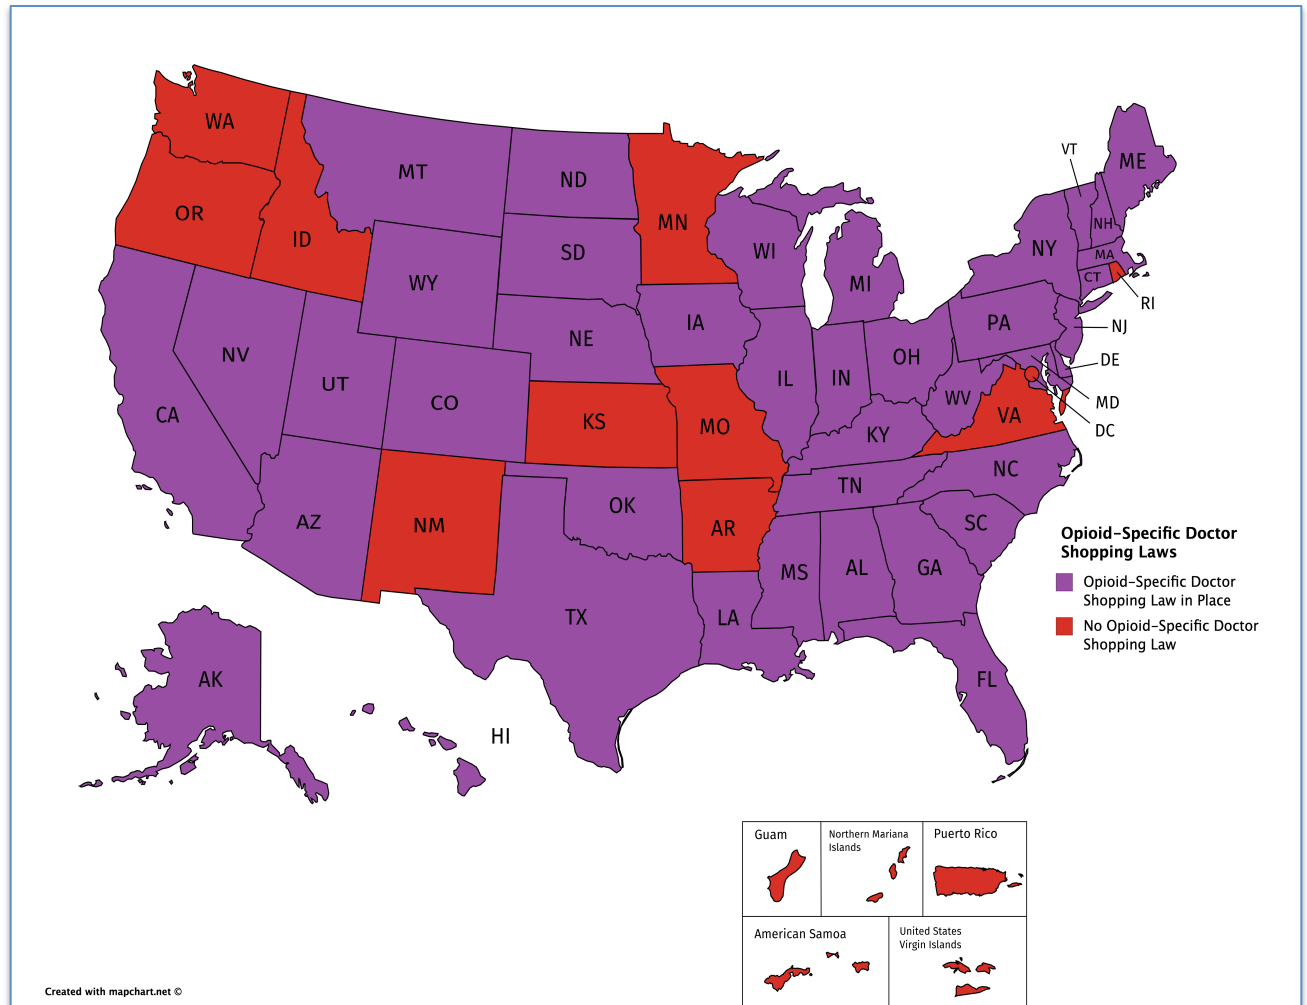 WA
MT
ND
MN
VT
ME
OR
ID
SD
WI
MI
NY
NH
MA
CT
RI
WY
IA
NE
PA
NJ
NV
UT
CO
IL
IN
OH
DE
WV
MD
VA
DC
CA
KS
MO
KY
NC
TN
AZ
NM
OK
AR
SC
MS
AL
GA
TX
LA
FL
AK
HI
Opioid-Specific Doctor
Shopping Laws
Opioid-Specific Doctor
Shopping Law in Place
No Opioid-Specific Doctor
Shopping Law
Guam
Northern Mariana
Islands
Puerto Rico
American Samoa
United States
Virgin Islands
Created with mapchart.net ©